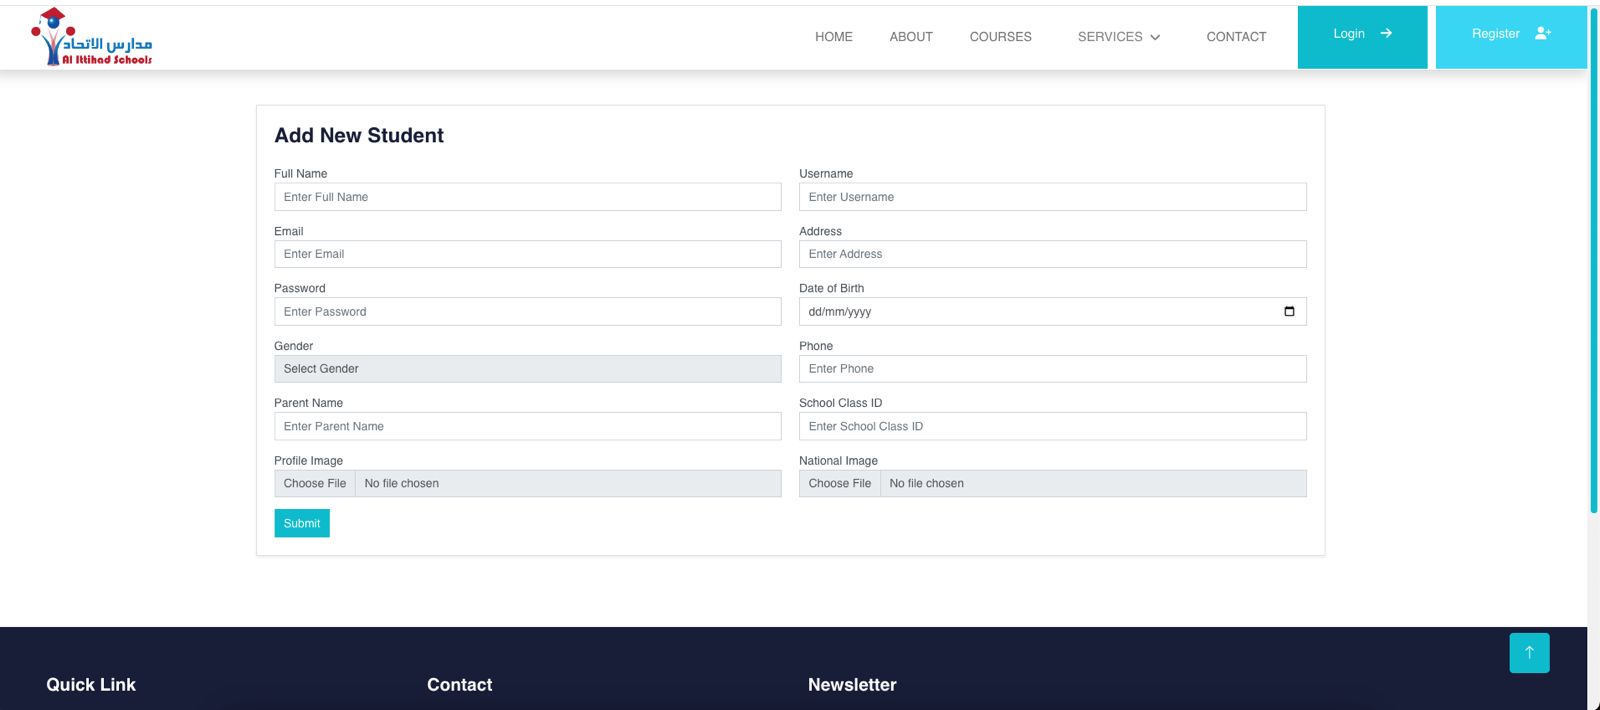 مدارس الاتحاد
Al Ittihad Schools
HOME ABOUT COURSES SERVICES CONTACT Login Register
Add New Student
Full Name Username
Enter Full Name Enter Username
Email Address
Enter Email Enter Address
Password Date of Birth
Enter Password dd/mm/yyyy
Gender Phone
Select Gender Enter Phone
Parent Name School Class ID
Enter Parent Name Enter School Class ID
Profile Image National Image
Choose File No file chosen Choose File No file chosen
Submit
Quick Link Contact Newsletter